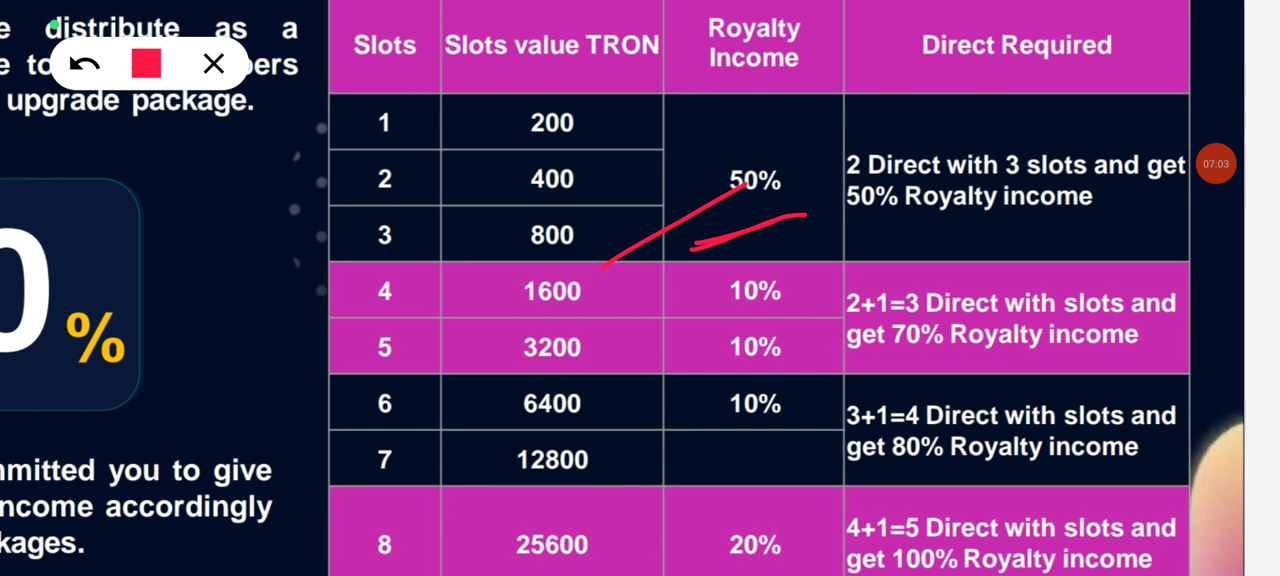 e distribute as a
e to
ers
upgrade package.
0
%
mmitted you to give
ncome accordingly
kages.
Slots Slots value TRON Royalty Income Direct Required
1 200 50% 2 Direct with 3 slots and get
50% Royalty income
2 400
3 800
4 1600 10% 2+1=3 Direct with slots and
get 70% Royalty income
5 3200 10%
6 6400 10% 3+1=4 Direct with slots and
get 80% Royalty income
7 12800
8 25600 20% 4+1=5 Direct with slots and
get 100% Royalty income
07:03